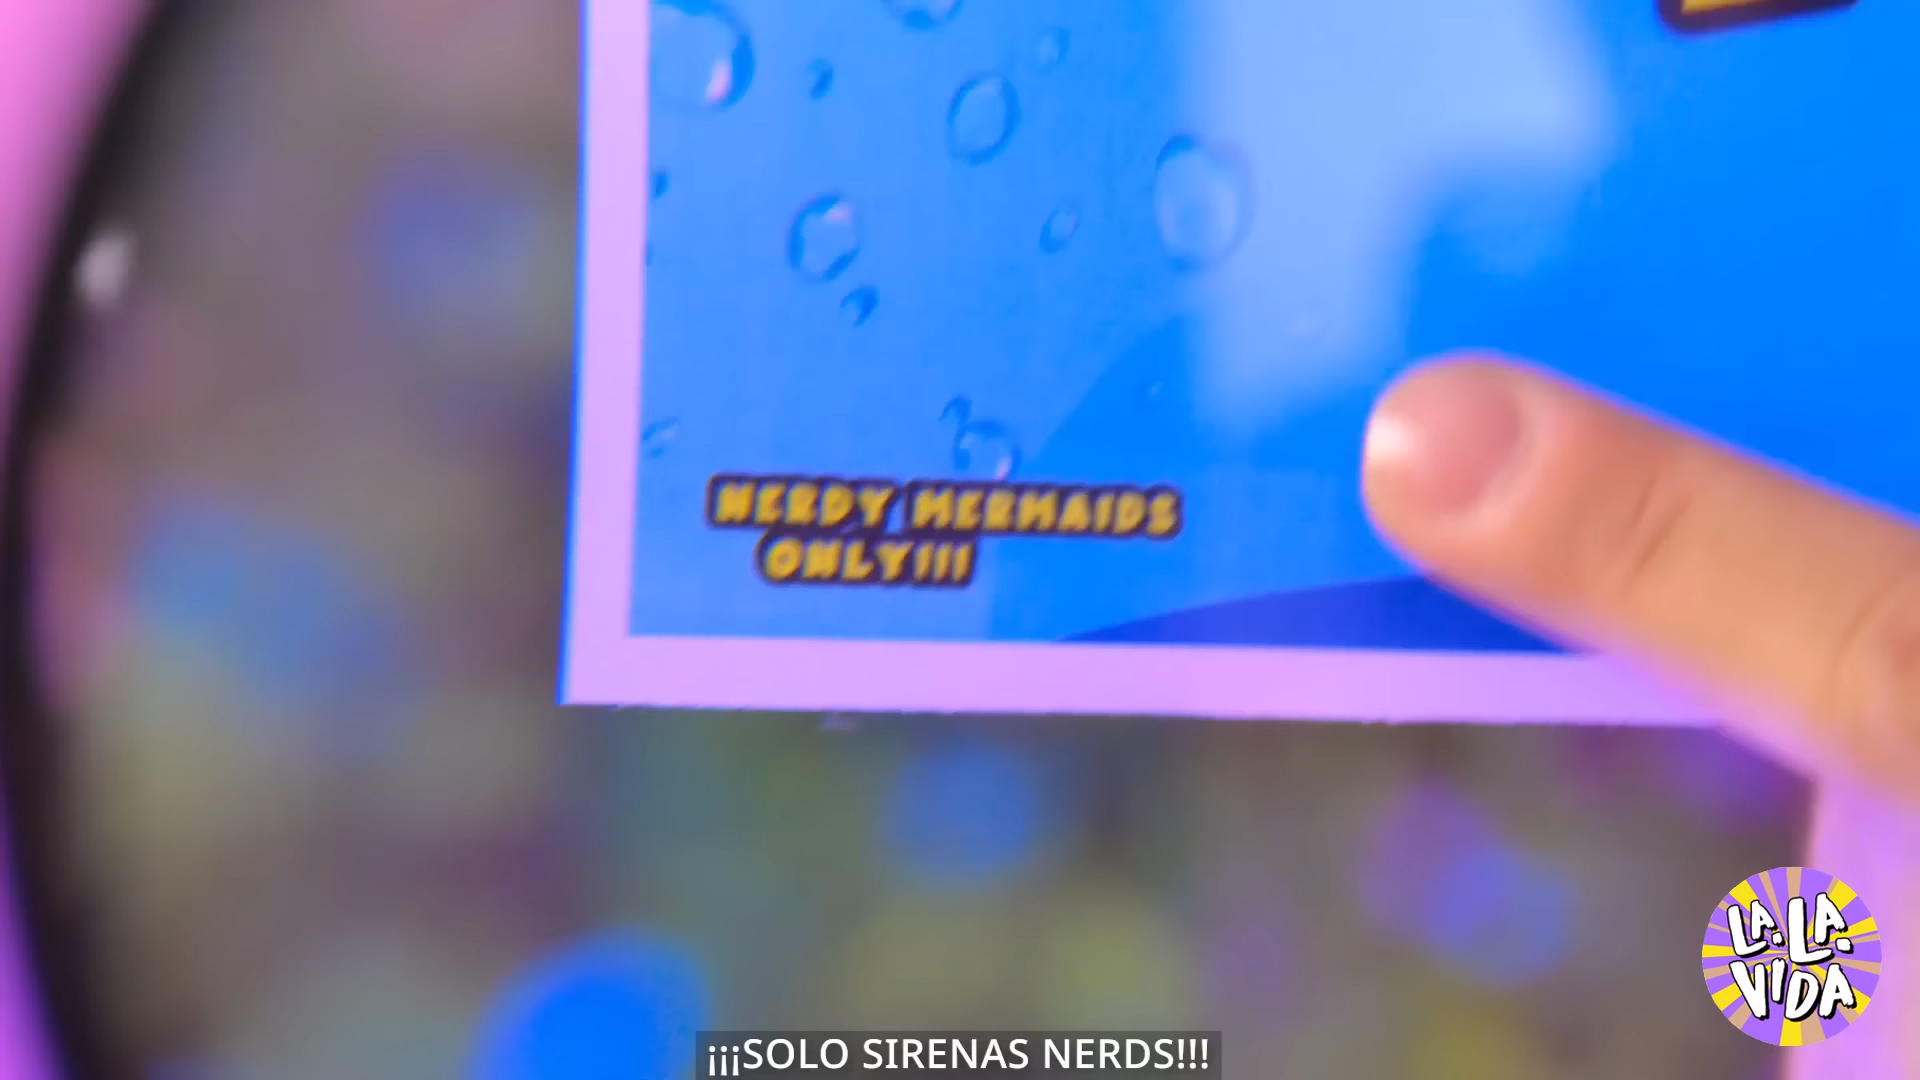 NERDY MERMAIDS
ONLY!!!
LA. LA.
VIDA
¡¡¡SOLO SIRENAS NERDS!!!